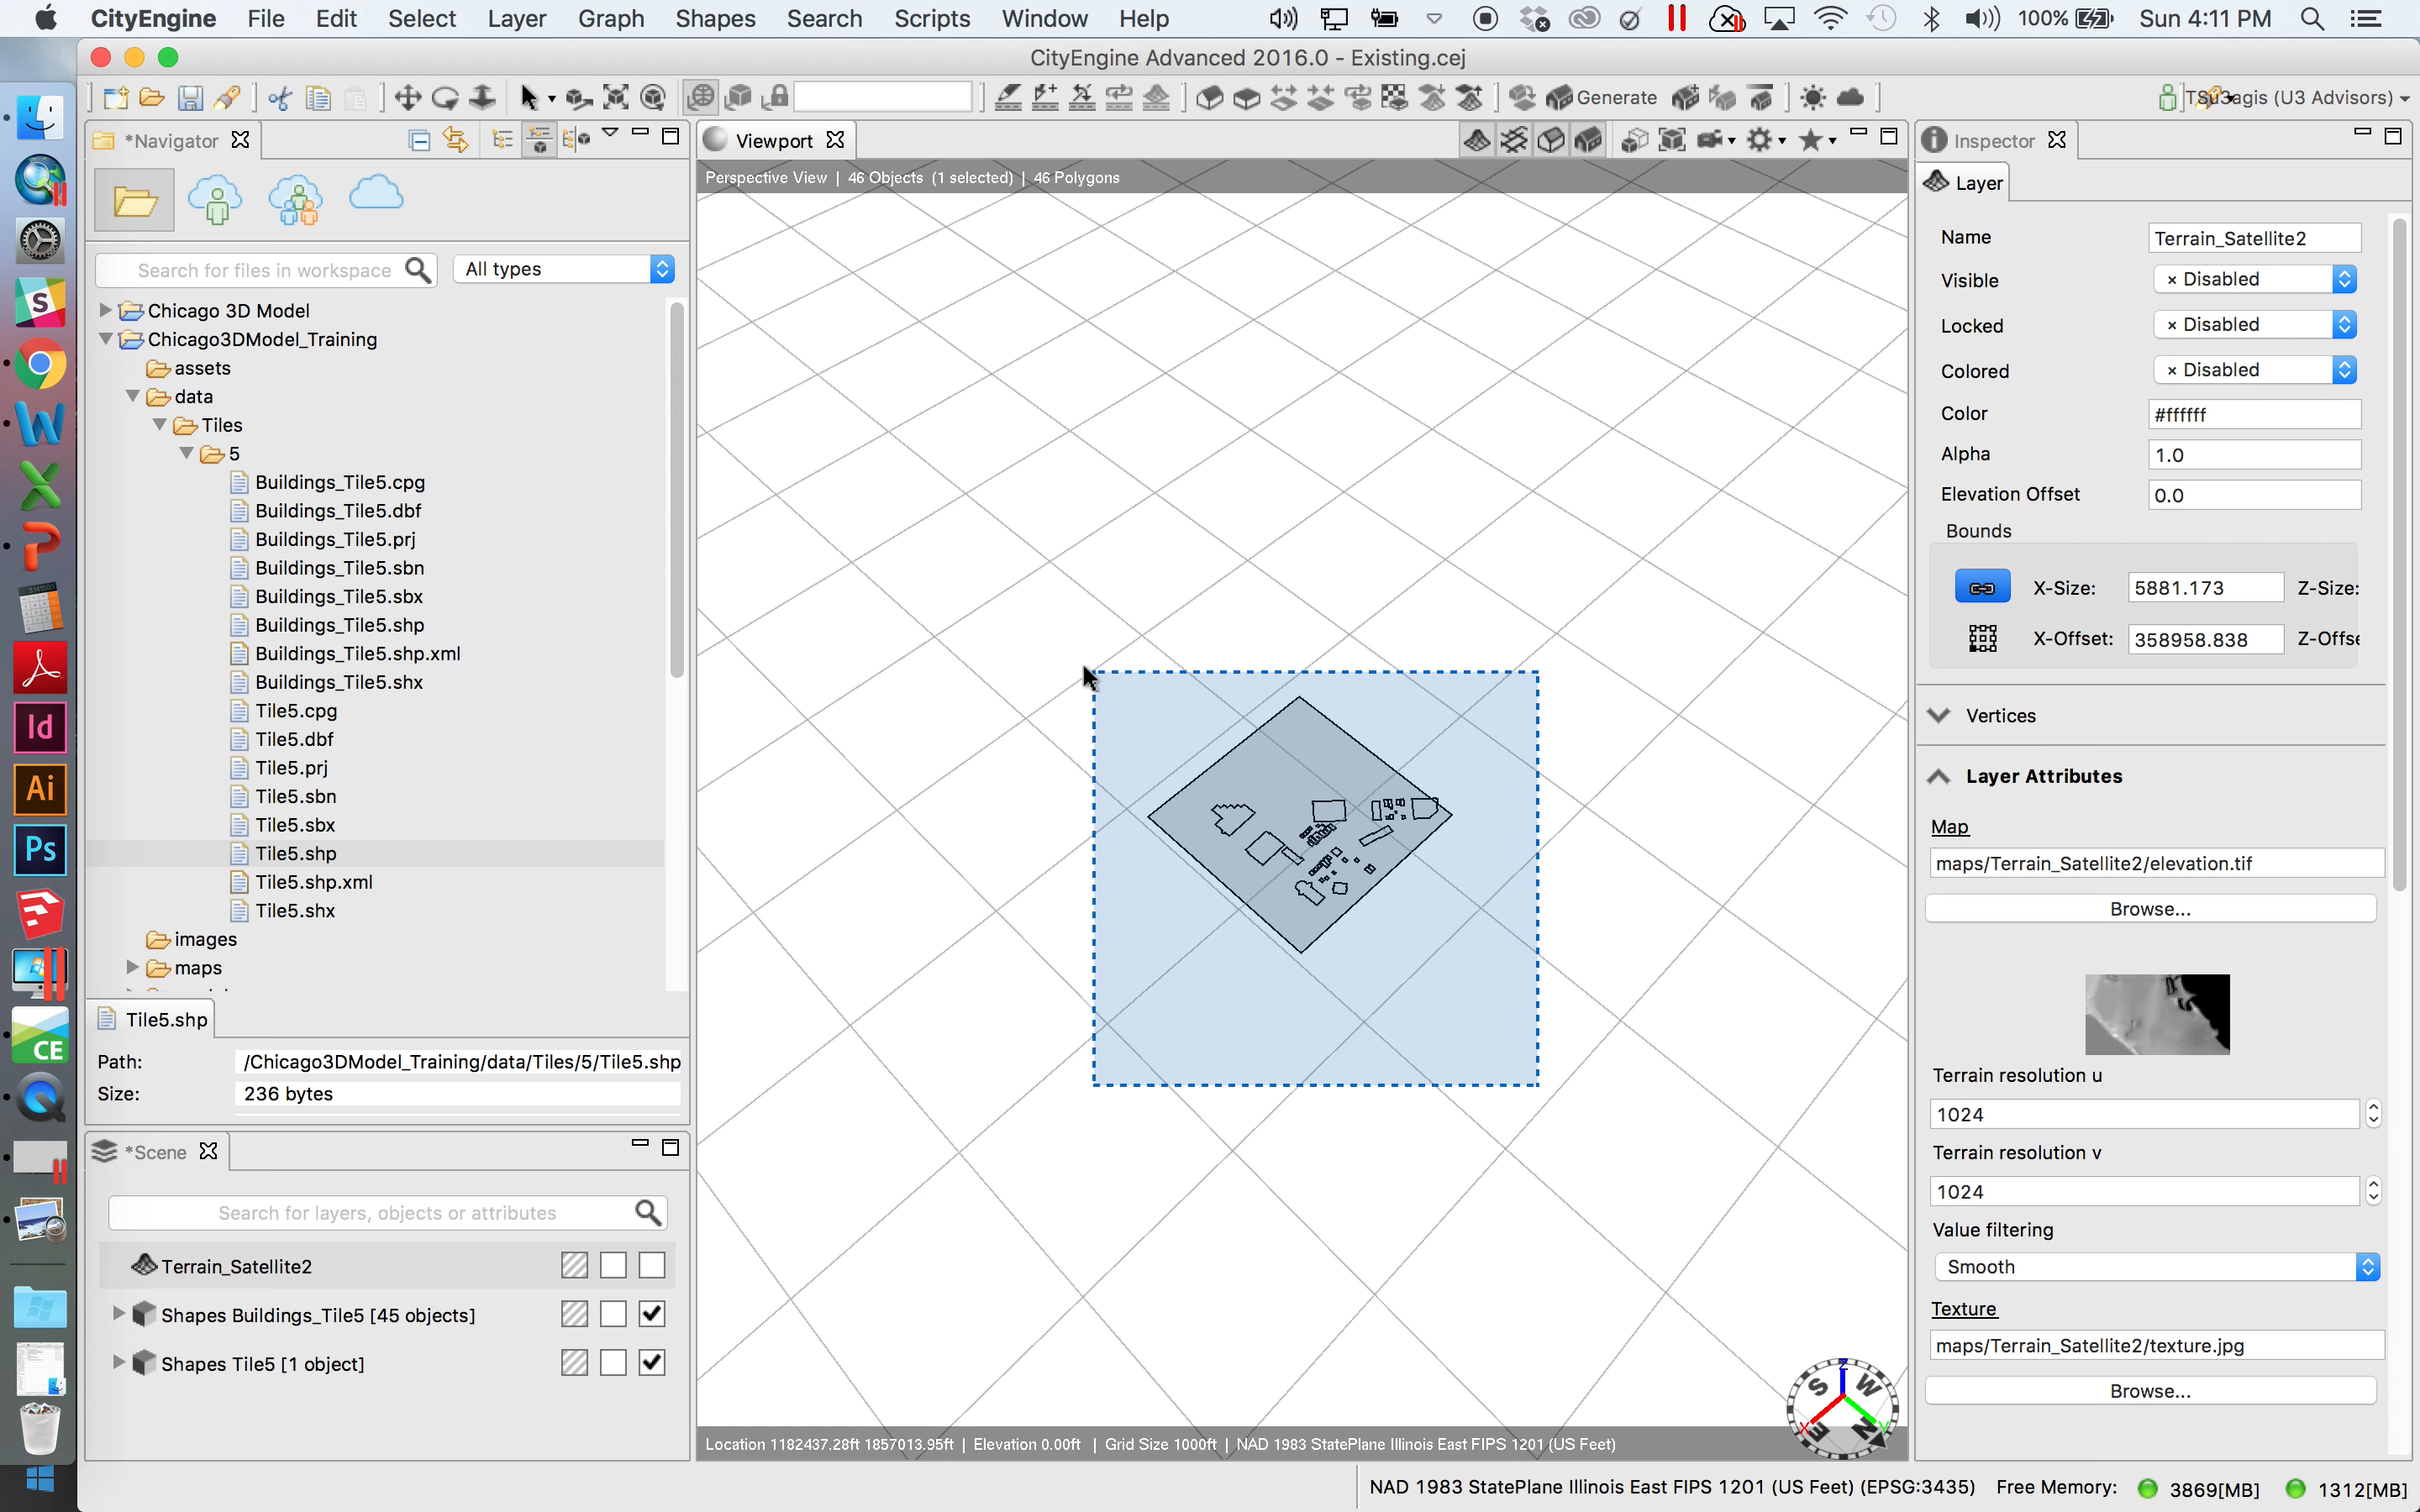 CityEngine File Edit Select Layer Graph Shapes Search Scripts Window Help 100% Sun 4:11 PM
CityEngine Advanced 2016.0 - Existing.cej
Generate
(U3 Advisors)
*Navigator
Viewport
Inspector
Perspective View | 46 Objects (1 selected) | 46 Polygons
Layer
Search for files in workspace
All types
Chicago 3D Model
Chicago3DModel_Training
assets
data
Tiles
5
Buildings_Tile5.cpg
Buildings_Tile5.dbf
Buildings_Tile5.prj
Buildings_Tile5.sbn
Buildings_Tile5.sbx
Buildings_Tile5.shp
Buildings_Tile5.shp.xml
Buildings_Tile5.shx
Tile5.cpg
Tile5.dbf
Tile5.prj
Tile5.sbn
Tile5.sbx
Tile5.shp
Tile5.shp.xml
Tile5.shx
images
maps
Tile5.shp
Path: /Chicago3DModel_Training/data/Tiles/5/Tile5.shp
Size: 236 bytes
*Scene
Search for layers, objects or attributes
Terrain_Satellite2
Shapes Buildings_Tile5 [45 objects]
Shapes Tile5 [1 object]
S W N E
X Y Z
Location 1182437.28ft 1857013.95ft | Elevation 0.00ft | Grid Size 1000ft | NAD 1983 StatePlane Illinois East FIPS 1201 (US Feet)
Name Terrain_Satellite2
Visible × Disabled
Locked × Disabled
Colored × Disabled
Color #ffffff
Alpha 1.0
Elevation Offset 0.0
Bounds
X-Size: 5881.173 Z-Size:
X-Offset: 358958.838 Z-Offse
Vertices
Layer Attributes
Map
maps/Terrain_Satellite2/elevation.tif
Browse...
Terrain resolution u
1024
Terrain resolution v
1024
Value filtering
Smooth
Texture
maps/Terrain_Satellite2/texture.jpg
Browse...
NAD 1983 StatePlane Illinois East FIPS 1201 (US Feet) (EPSG:3435) Free Memory: 3869[MB] 1312[MB]
S
W
X
P
Id
Ai
Ps
CE